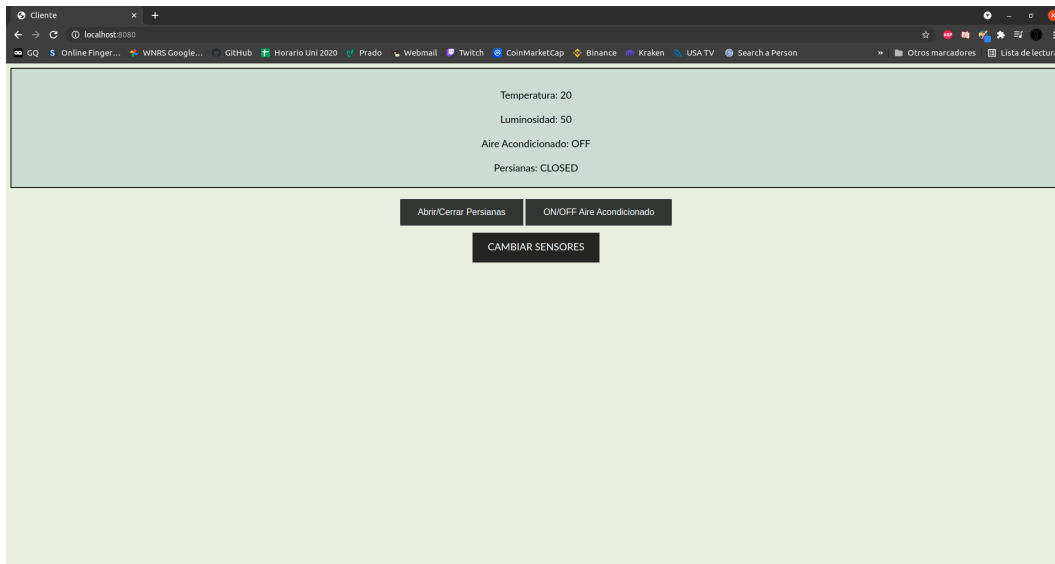 Cliente
localhost:8080
GQ Online Finger... WNRS Google... GitHub Horario Uni 2020 Prado Webmail Twitch CoinMarketCap Binance Kraken USA TV Search a Person » Otros marcadores Lista de lectura
Temperatura: 20
Luminosidad: 50
Aire Acondicionado: OFF
Persianas: CLOSED
Abrir/Cerrar Persianas ON/OFF Aire Acondicionado
CAMBIAR SENSORES